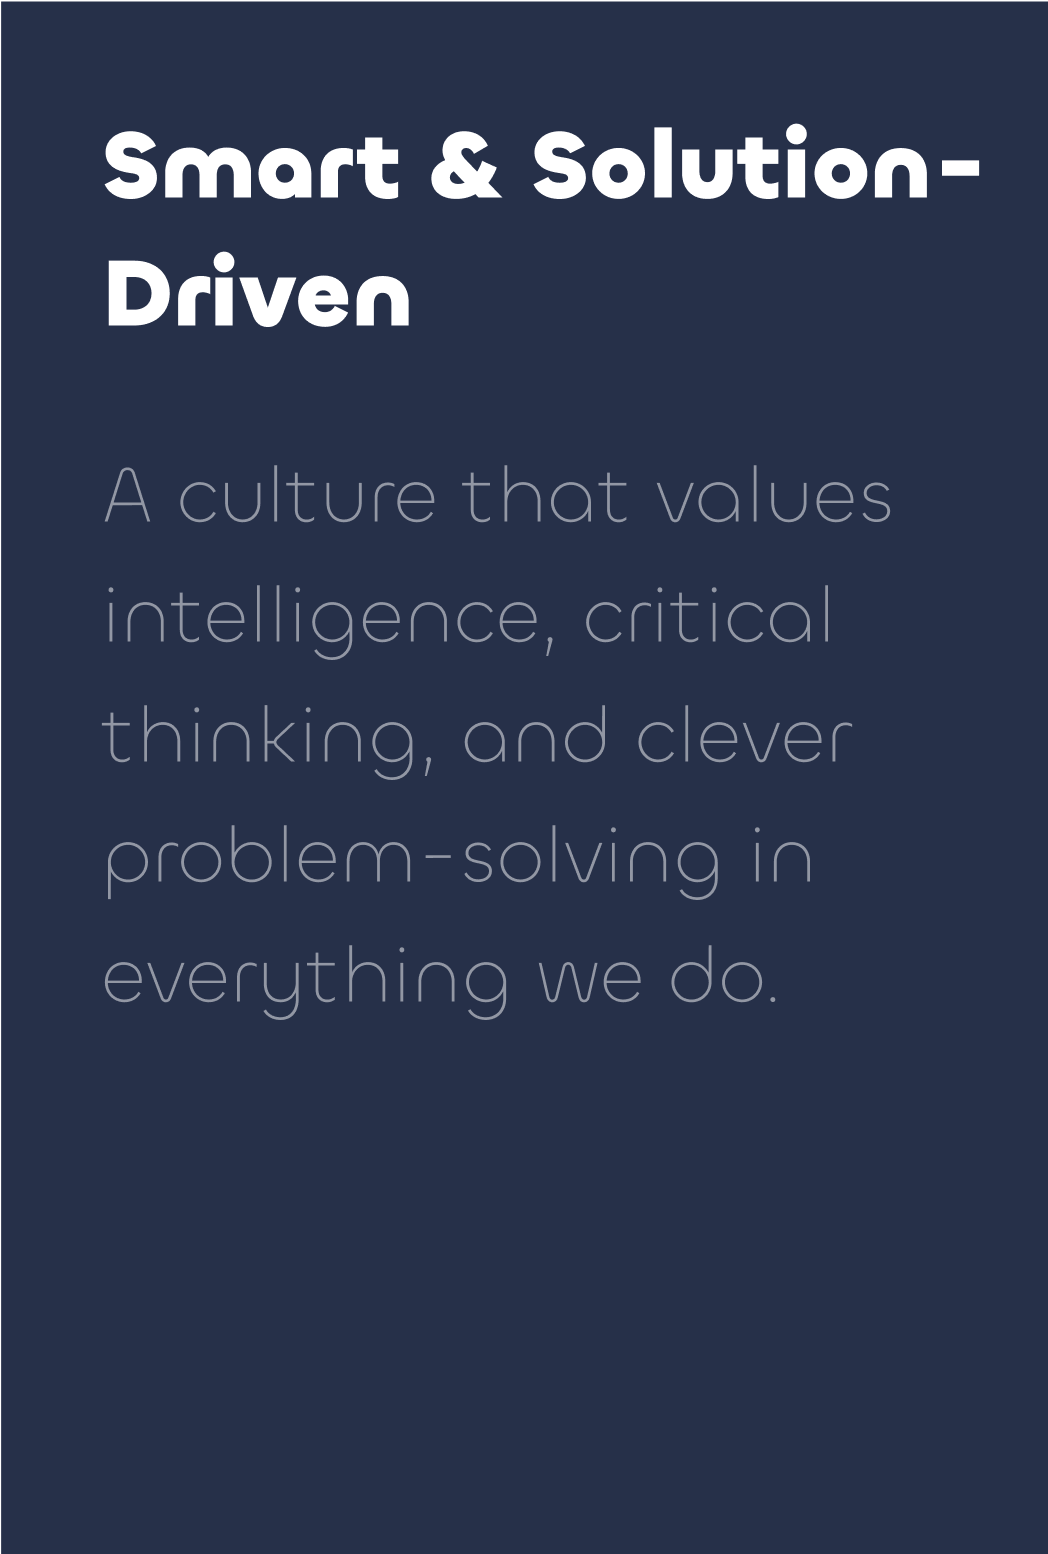 Smart & Solution-
Driven
A culture that values
intelligence, critical
thinking, and clever
problem-solving in
everything we do.